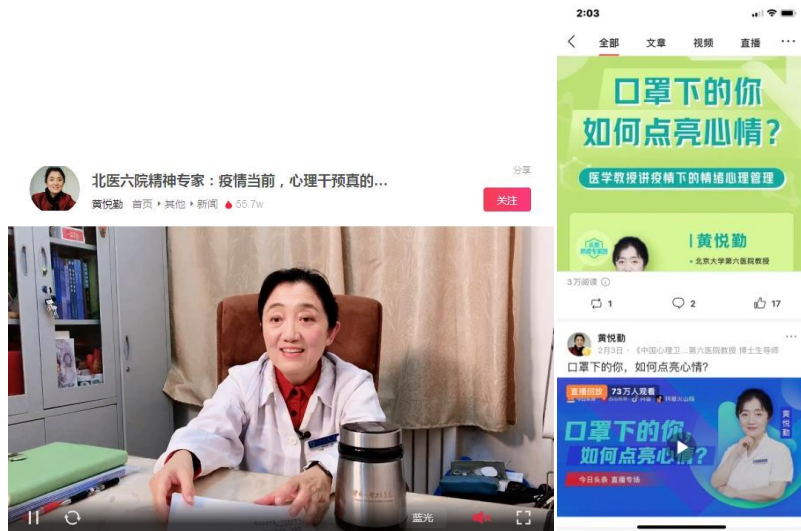 北医六院精神专家：疫情当前，心理干预真的...
黄悦勤 首页 其他 新闻 55.7w
分享
关注
蓝光
2:03
全部 文章 视频 直播
口罩下的你
如何点亮心情？
医学教授讲疫情下的情绪心理管理
黄悦勤
北京大学第六医院教授
3万阅读
1 2 17
黄悦勤
2月3日 · 《中国心理卫...第六医院教授 博士生导师
口罩下的你，如何点亮心情？
直播回放 73万人观看
口罩下的你，
如何点亮心情？
今日头条 直播专场
黄悦勤